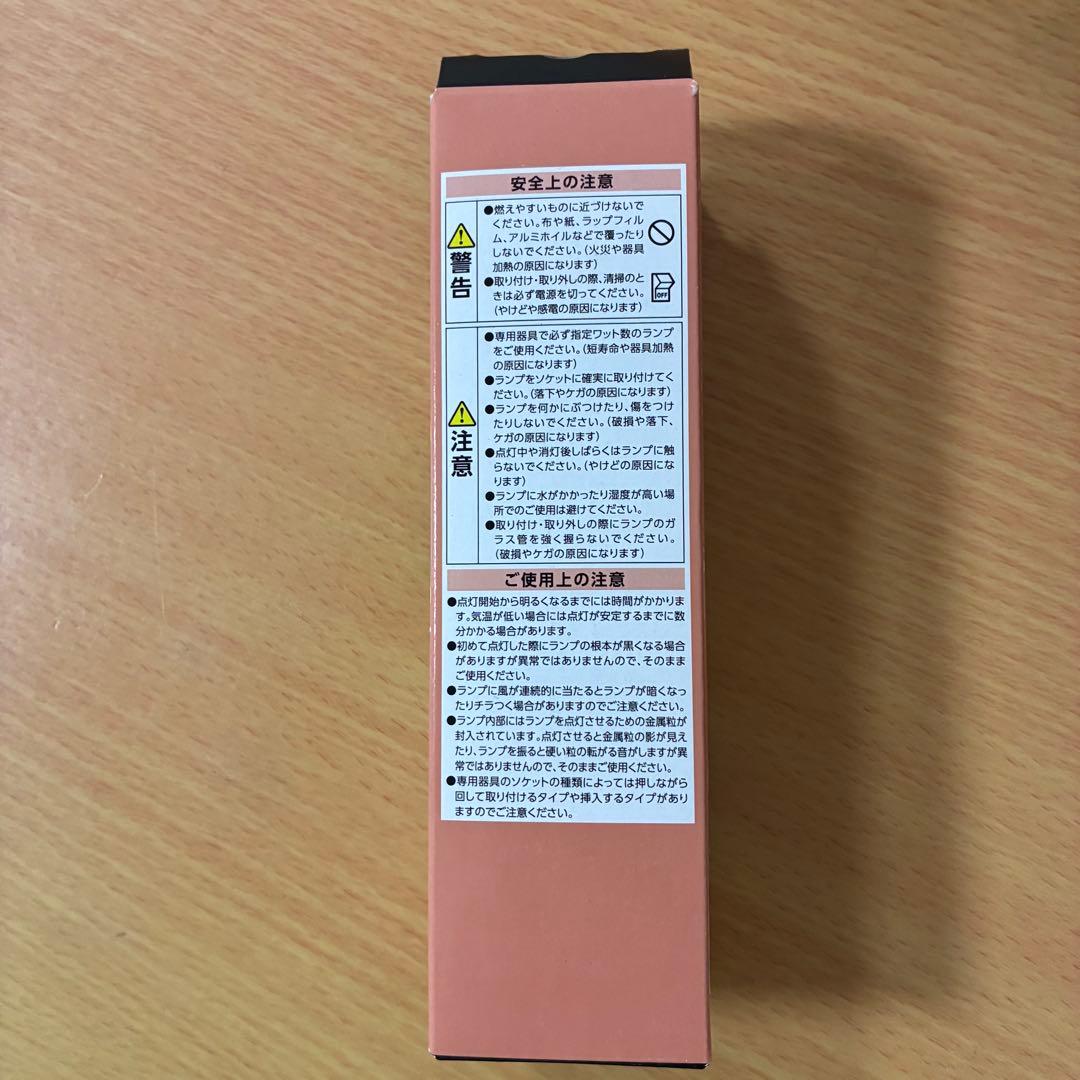 安全上の注意
警告
●燃えやすいものに近づけないで
ください。布や紙、ラップフィル
ム、アルミホイルなどで覆ったり
しないでください。(火災や器具
加熱の原因になります)
●取り付け・取り外しの際、清掃のと
きは必ず電源を切ってください。
(やけどや感電の原因になります)
OFF
注意
●専用器具で必ず指定ワット数のランプ
をご使用ください。(短寿命や器具加熱
の原因になります)
●ランプをソケットに確実に取り付けてく
ださい。(落下やケガの原因になります)
●ランプを何かにぶつけたり、傷をつけ
たりしないでください。(破損や落下、
ケガの原因になります)
●点灯中や消灯後しばらくはランプに触
らないでください。(やけどの原因にな
ります)
●ランプに水がかかったり湿度が高い場
所でのご使用は避けてください。
●取り付け・取り外しの際にランプのガ
ラス管を強く握らないでください。
(破損やケガの原因になります)
ご使用上の注意
●点灯開始から明るくなるまでには時間がかかりま
す。気温が低い場合には点灯が安定するまでに数
分かかる場合があります。
●初めて点灯した際にランプの根本が黒くなる場合
がありますが異常ではありませんので、そのまま
ご使用ください。
●ランプに風が連続的に当たるとランプが暗くなっ
たりチラつく場合がありますのでご注意ください。
●ランプ内部にはランプを点灯させるための金属粒が
封入されています。点灯させると金属粒の影が見え
たり、ランプを振ると硬い粒の転がる音がしますが異
常ではありませんので、そのままご使用ください。
●専用器具のソケットの種類によっては押しながら
回して取り付けるタイプや挿入するタイプがあり
ますのでご注意ください。